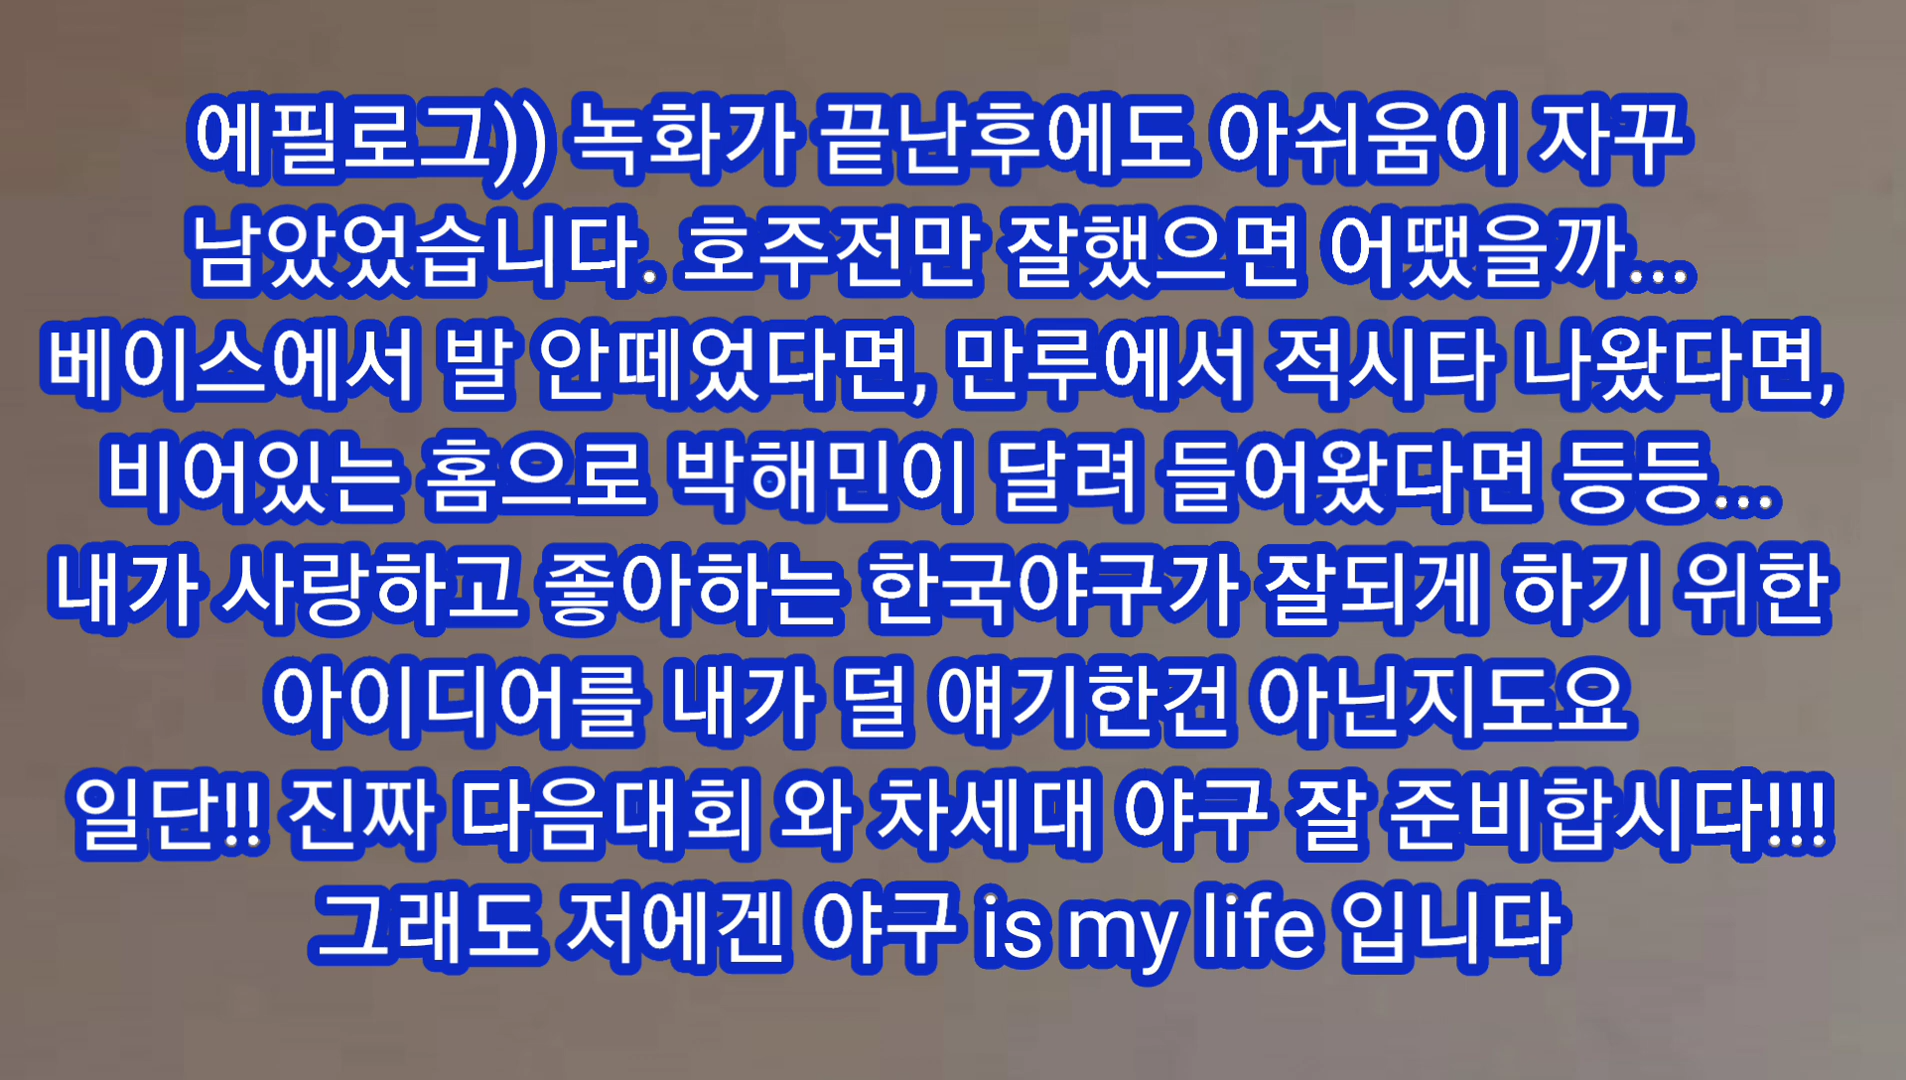 에필로그)) 녹화가 끝난후에도 아쉬움이 자꾸
남았었습니다. 호주전만 잘했으면 어땠을까...
베이스에서 발 안떼었다면, 만루에서 적시타 나왔다면,
비어있는 홈으로 박해민이 달려 들어왔다면 등등...
내가 사랑하고 좋아하는 한국야구가 잘되게 하기 위한
아이디어를 내가 덜 얘기한건 아닌지도요
일단!! 진짜 다음대회 와 차세대 야구 잘 준비합시다!!!
그래도 저에겐 야구 is my life 입니다